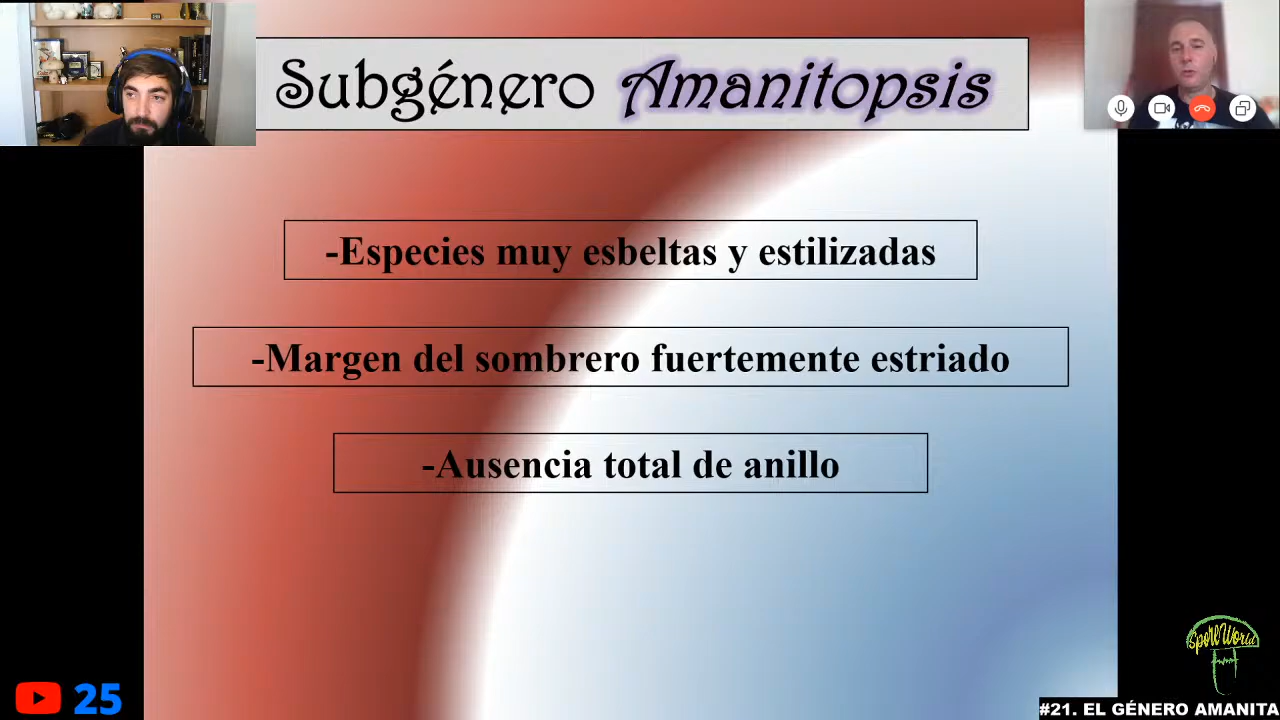 Subgénero Amanitopsis
-Especies muy esbeltas y estilizadas
-Margen del sombrero fuertemente estriado
-Ausencia total de anillo
SporeWorld
25
#21. EL GÉNERO AMANITA